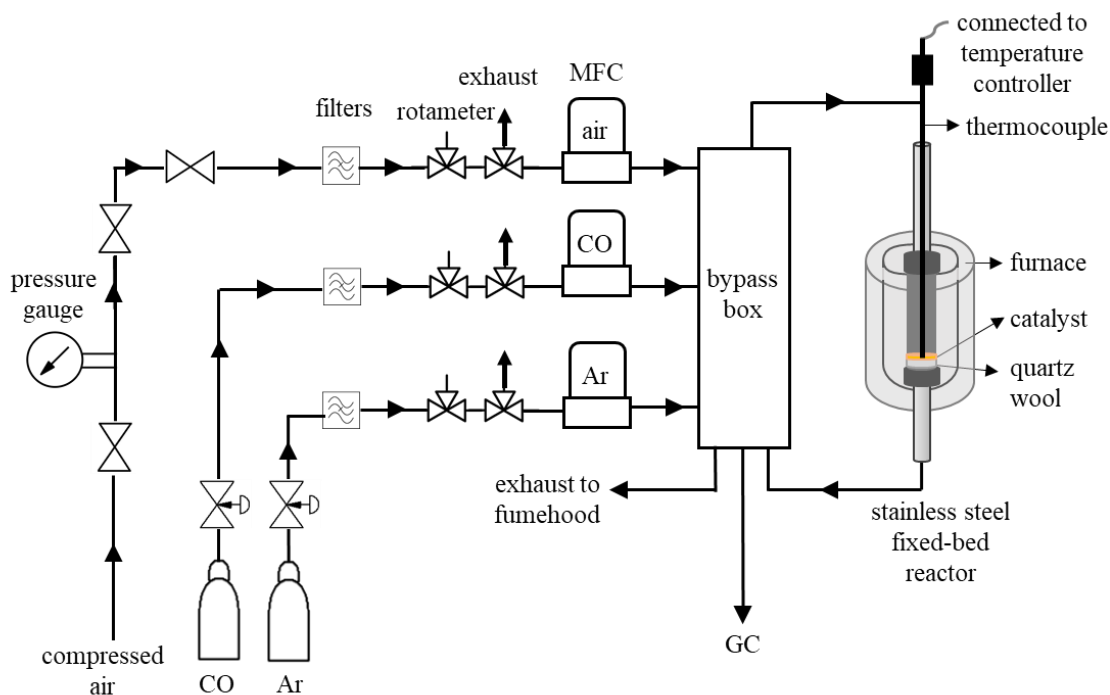 connected to
temperature
controller
exhaust
MFC
filters
rotameter
air
thermocouple
CO
pressure
gauge
bypass
box
furnace
catalyst
Ar
quartz
wool
exhaust to
fumehood
stainless steel
fixed-bed
reactor
GC
compressed
air
CO
Ar